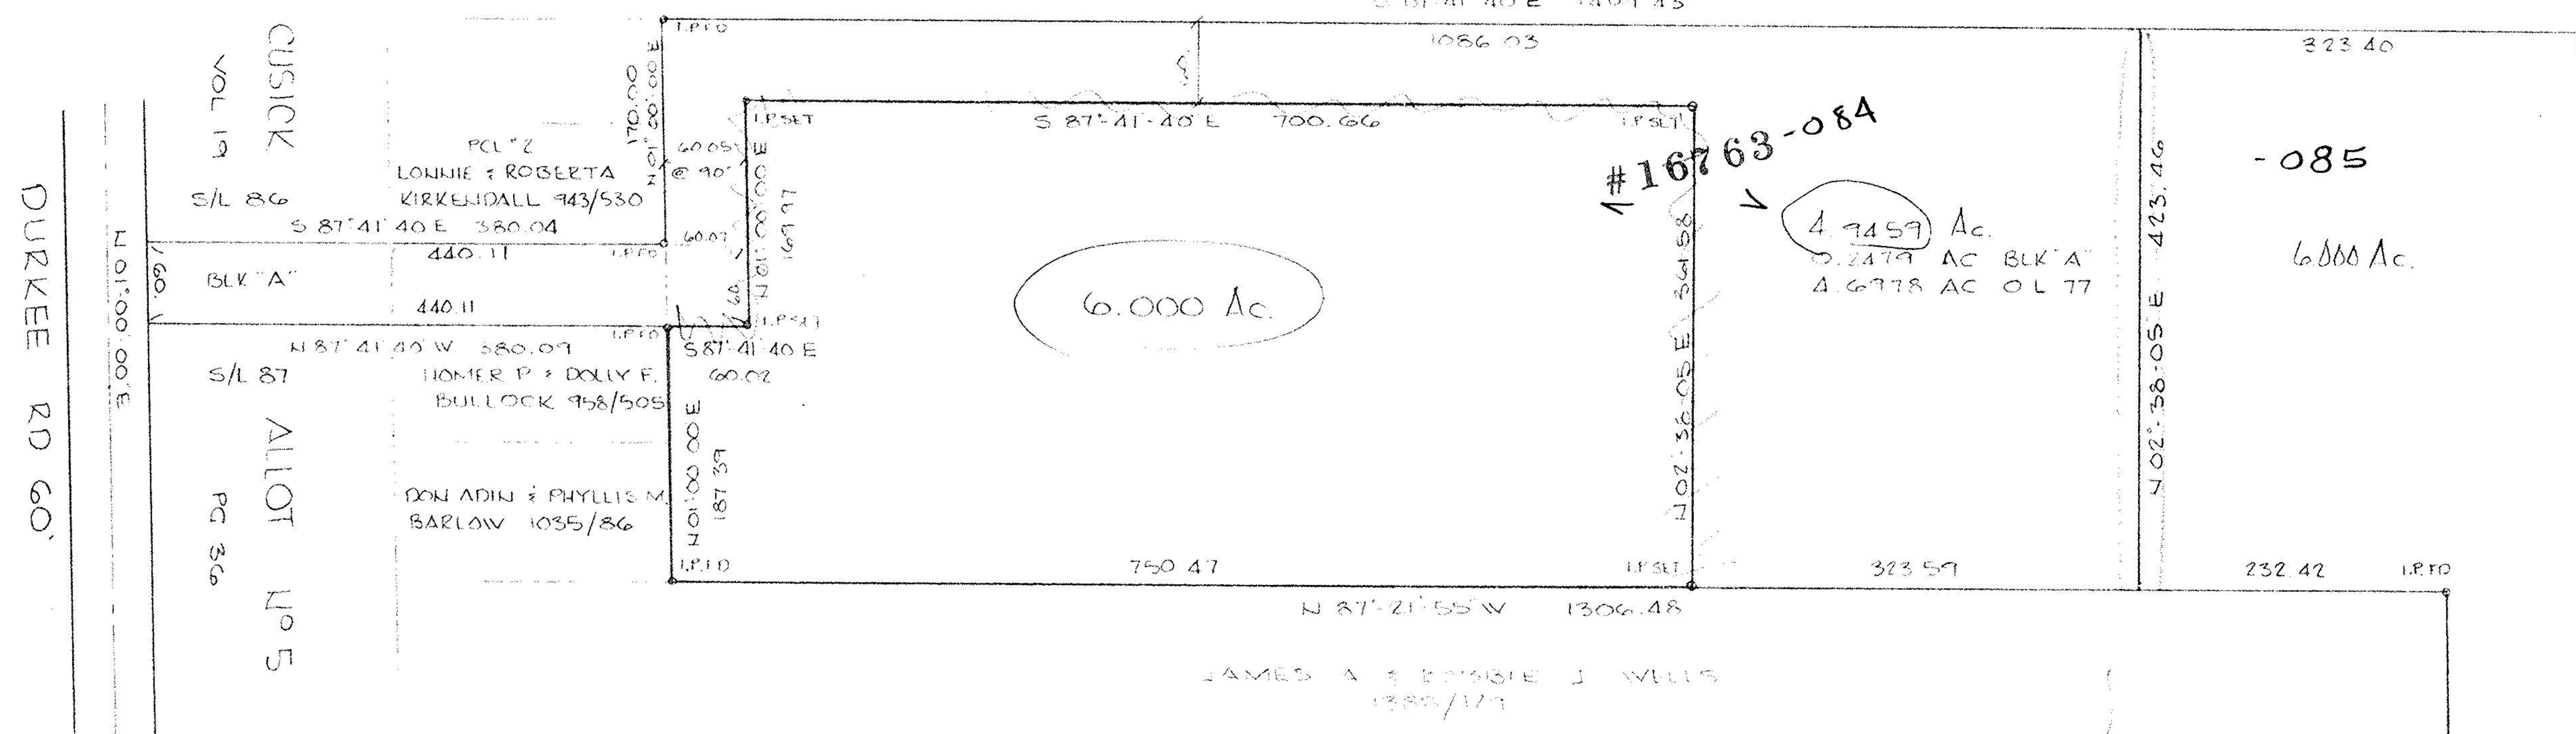 1086.03
323.40
CUSICK
VOL 19
S/L 86
PCL "2
LONNIE & ROBERTA
KIRKENDALL 943/530
S 87°41'40 E 380.04
440.11
I.P.FD
170.00
N 01°00'00 E
I.P.FD
60.05
@ 90°
60.07
N 01°00'00 E
169.97
60.
I.P.SET
S 87°-41-40 E 700.66
I.P.SET
#16763-084
-085
4.9459 Ac.
0.2479 AC BLK "A"
4.6978 AC O L 77
6.000 Ac.
6.000 Ac.
N 02°-38-05 E 423.46
N 02°-38-05 E 361.58
DURKEE RD 60'
N 01°00'00 E
60.
BLK "A"
440.11
N 87°41'40" W 380.09
I.P.FD
I.P.SET
S 87°-41-40 E
60.02
S/L 87
HOMER P & DOLLY F.
BULLOCK 958/505
ALLOT Nº 5
PG 36
DON ADIN & PHYLLIS M.
BARLOW 1035/86
N 01°00'00 E
187.39
I.P.FD
750.47
I.P.SET
323.59
232.42
I.P.FD
N 87°-21-55" W 1306.48
JAMES A & J WELLS